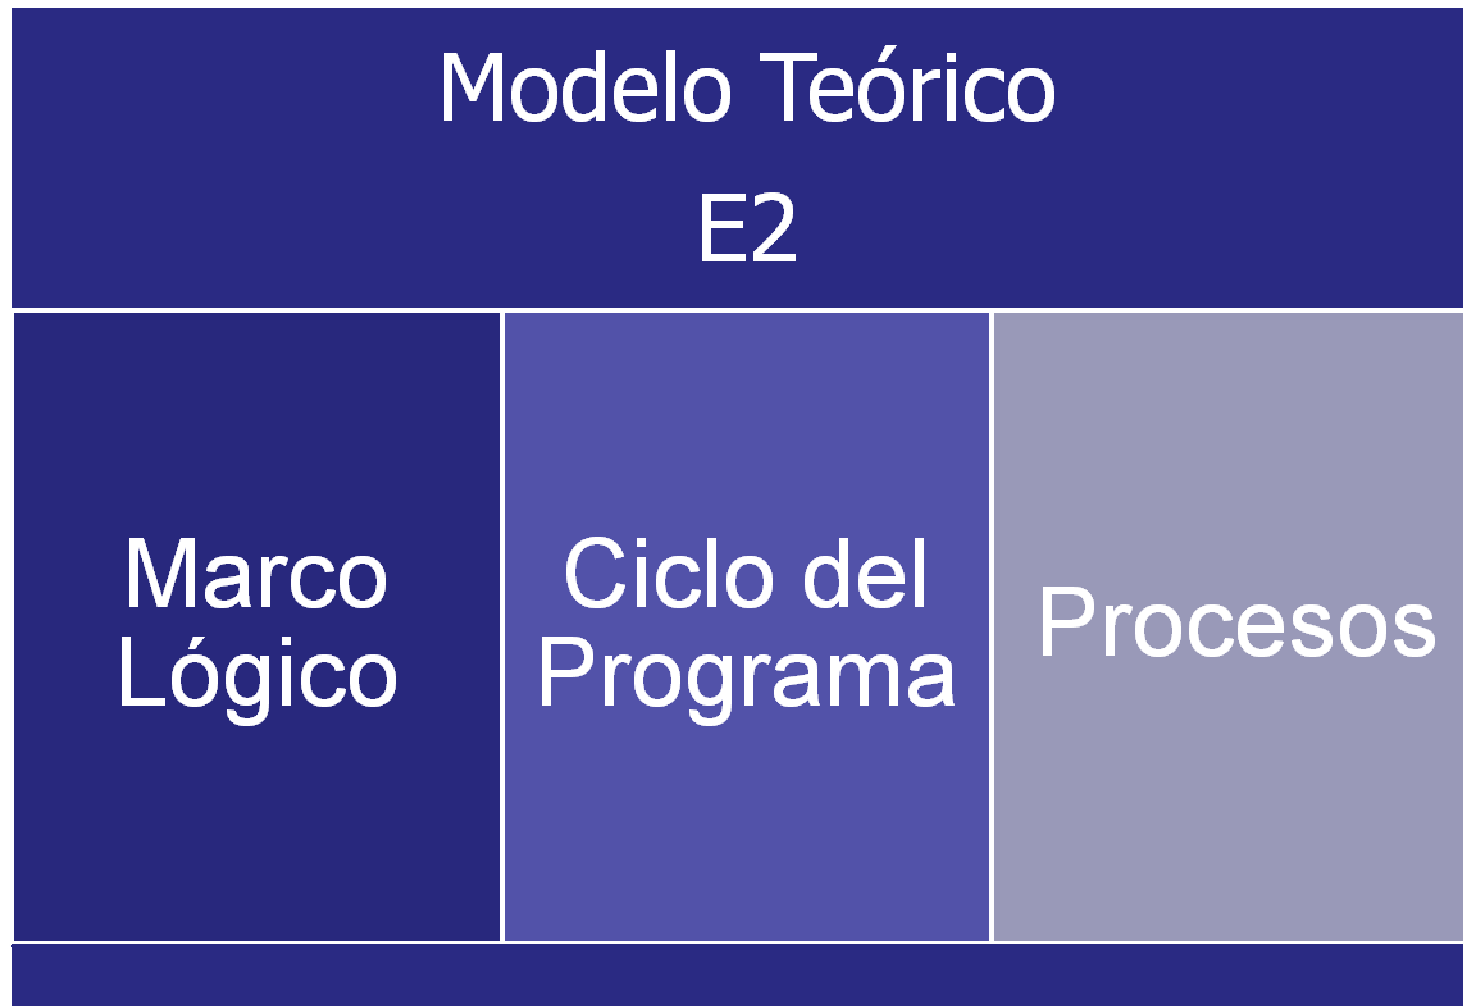 Modelo Teórico
E2
Marco
Lógico
Ciclo del
Programa
Procesos